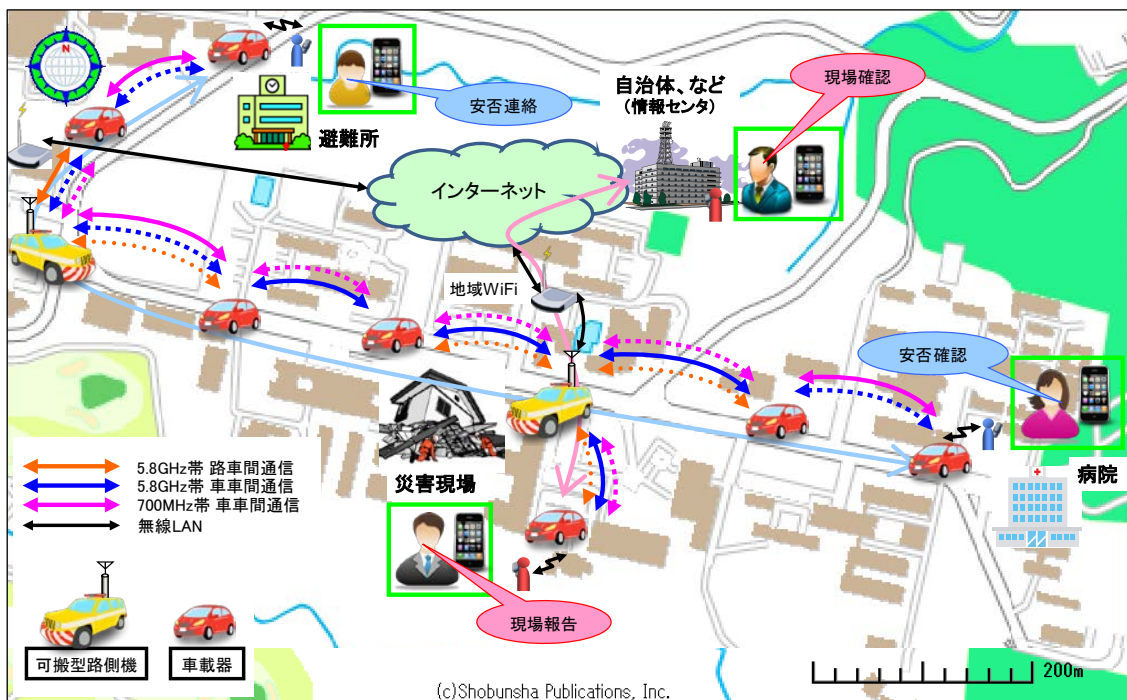 N
安否連絡
避難所
自治体、など
(情報センタ)
現場確認
インターネット
地域WiFi
安否確認
病院
災害現場
5.8GHz帯 路車間通信
5.8GHz帯 車車間通信
700MHz帯 車車間通信
無線LAN
現場報告
可搬型路側機
車載器
200m
(c)Shobunsha Publications, Inc.